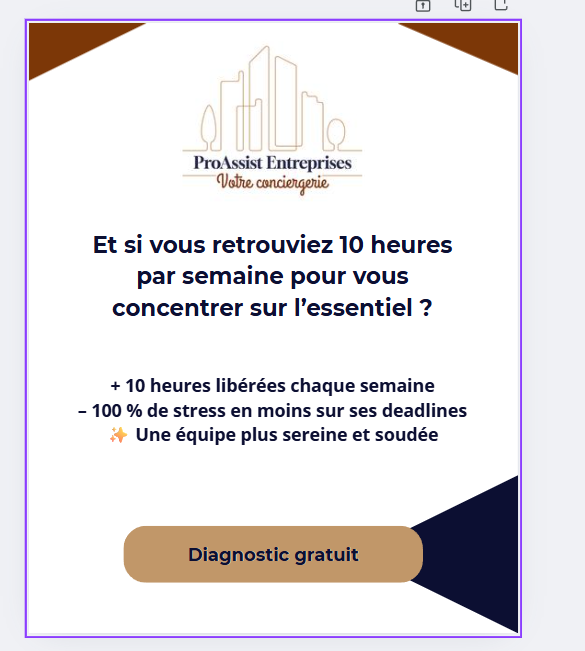 ProAssist Entreprises
Votre conciergerie
Et si vous retrouviez 10 heures
par semaine pour vous
concentrer sur l’essentiel ?
+ 10 heures libérées chaque semaine
– 100 % de stress en moins sur ses deadlines
✨ Une équipe plus sereine et soudée
Diagnostic gratuit